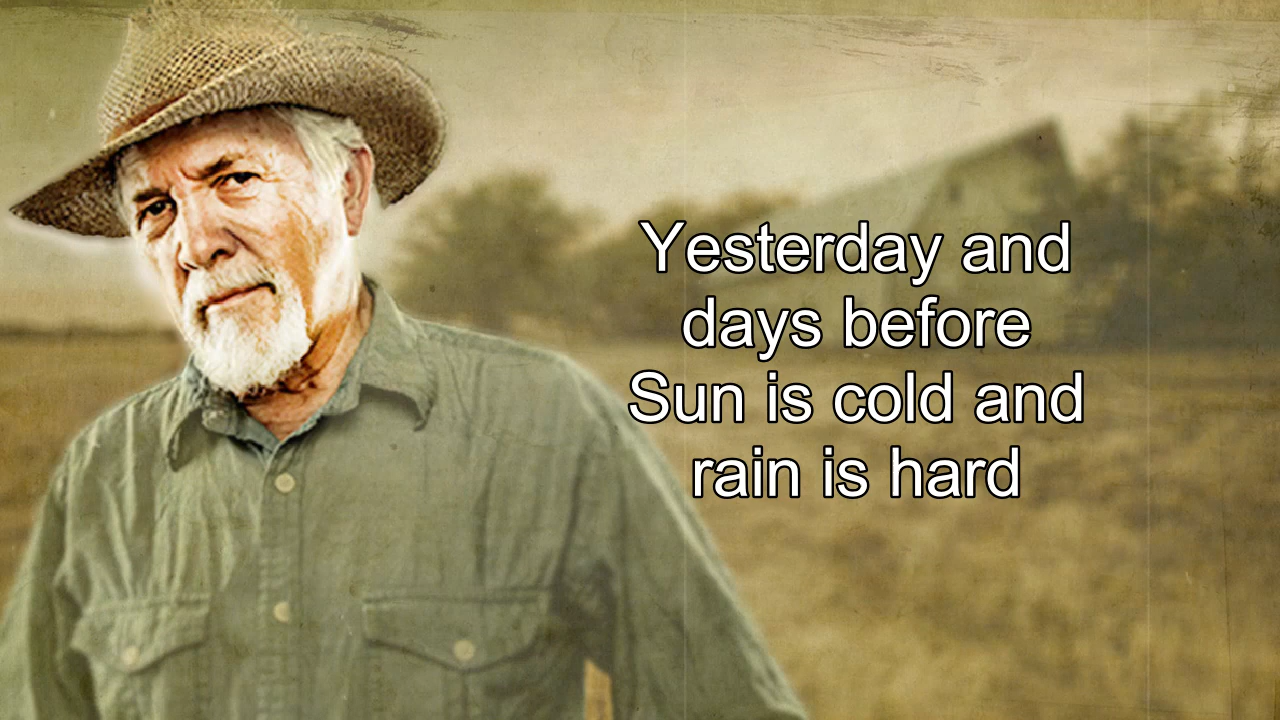 Yesterday and
days before
Sun is cold and
rain is hard